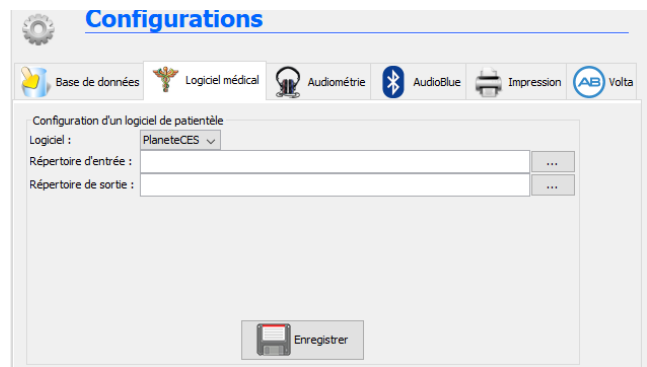 Configurations
Base de données Logiciel médical Audiométrie AudioBlue Impression AB Volta
Configuration d'un logiciel de patientèle
Logiciel : PlaneteCES
Répertoire d'entrée : ...
Répertoire de sortie : ...
Enregistrer